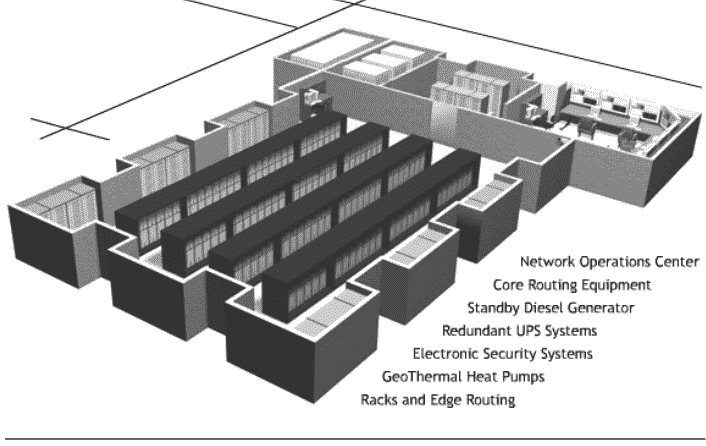 Network Operations Center
Core Routing Equipment
Standby Diesel Generator
Redundant UPS Systems
Electronic Security Systems
GeoThermal Heat Pumps
Racks and Edge Routing